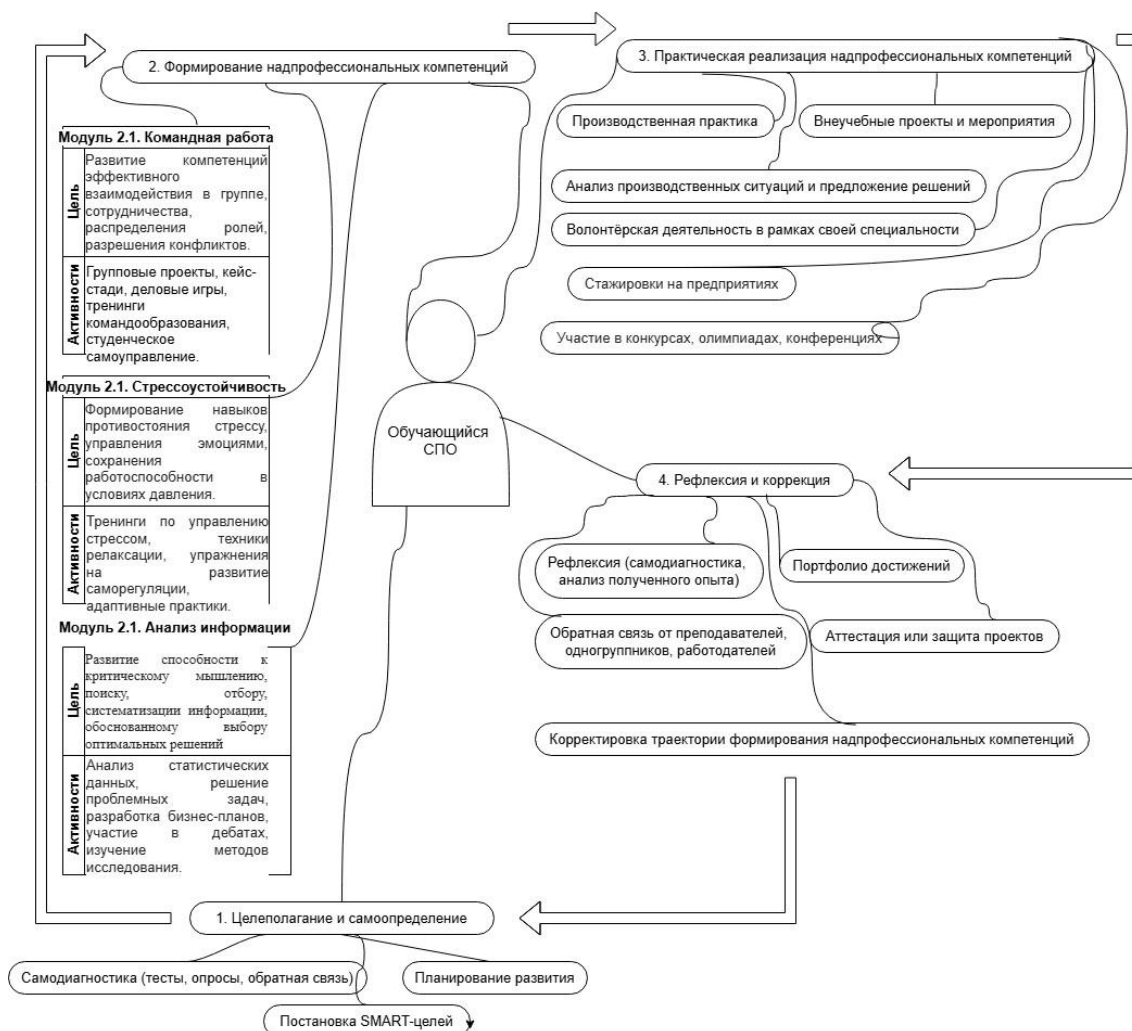 2. Формирование надпрофессиональных компетенций
3. Практическая реализация надпрофессиональных компетенций
Производственная практика
Внеучебные проекты и мероприятия
Анализ производственных ситуаций и предложение решений
Волонтёрская деятельность в рамках своей специальности
Стажировки на предприятиях
Участие в конкурсах, олимпиадах, конференциях
Модуль 2.1. Командная работа
Цель
Развитие компетенций
эффективного
взаимодействия в группе,
сотрудничества,
распределения ролей,
разрешения конфликтов.
Активности
Групповые проекты, кейс-
стади, деловые игры,
тренинги
командообразования,
студенческое
самоуправление.
Модуль 2.1. Стрессоустойчивость
Цель
Формирование навыков
противостояния стрессу,
управления эмоциями,
сохранения
работоспособности в
условиях давления.
Активности
Тренинги по управлению
стрессом, техники
релаксации, упражнения
на развитие
саморегуляции,
адаптивные практики.
Модуль 2.1. Анализ информации
Цель
Развитие способности к
критическому мышлению,
поиску, отбору,
систематизации информации,
обоснованному выбору
оптимальных решений
Активности
Анализ статистических
данных, решение
проблемных задач,
разработка бизнес-планов,
участие в дебатах,
изучение методов
исследования.
Обучающийся
СПО
4. Рефлексия и коррекция
Рефлексия (самодиагностика,
анализ полученного опыта)
Портфолио достижений
Обратная связь от преподавателей,
одногруппников, работодателей
Аттестация или защита проектов
Корректировка траектории формирования надпрофессиональных компетенций
1. Целеполагание и самоопределение
Самодиагностика (тесты, опросы, обратная связь)
Планирование развития
Постановка SMART-целей